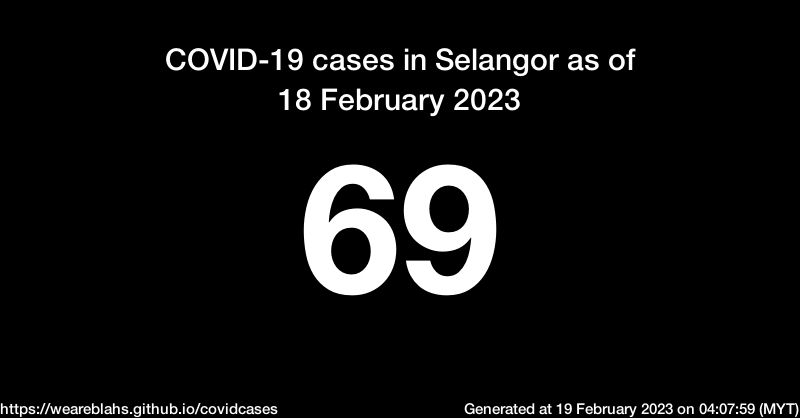 COVID-19 cases in Selangor as of
18 February 2023
69
https://weareblahs.github.io/covidcases
Generated at 19 February 2023 on 04:07:59 (MYT)